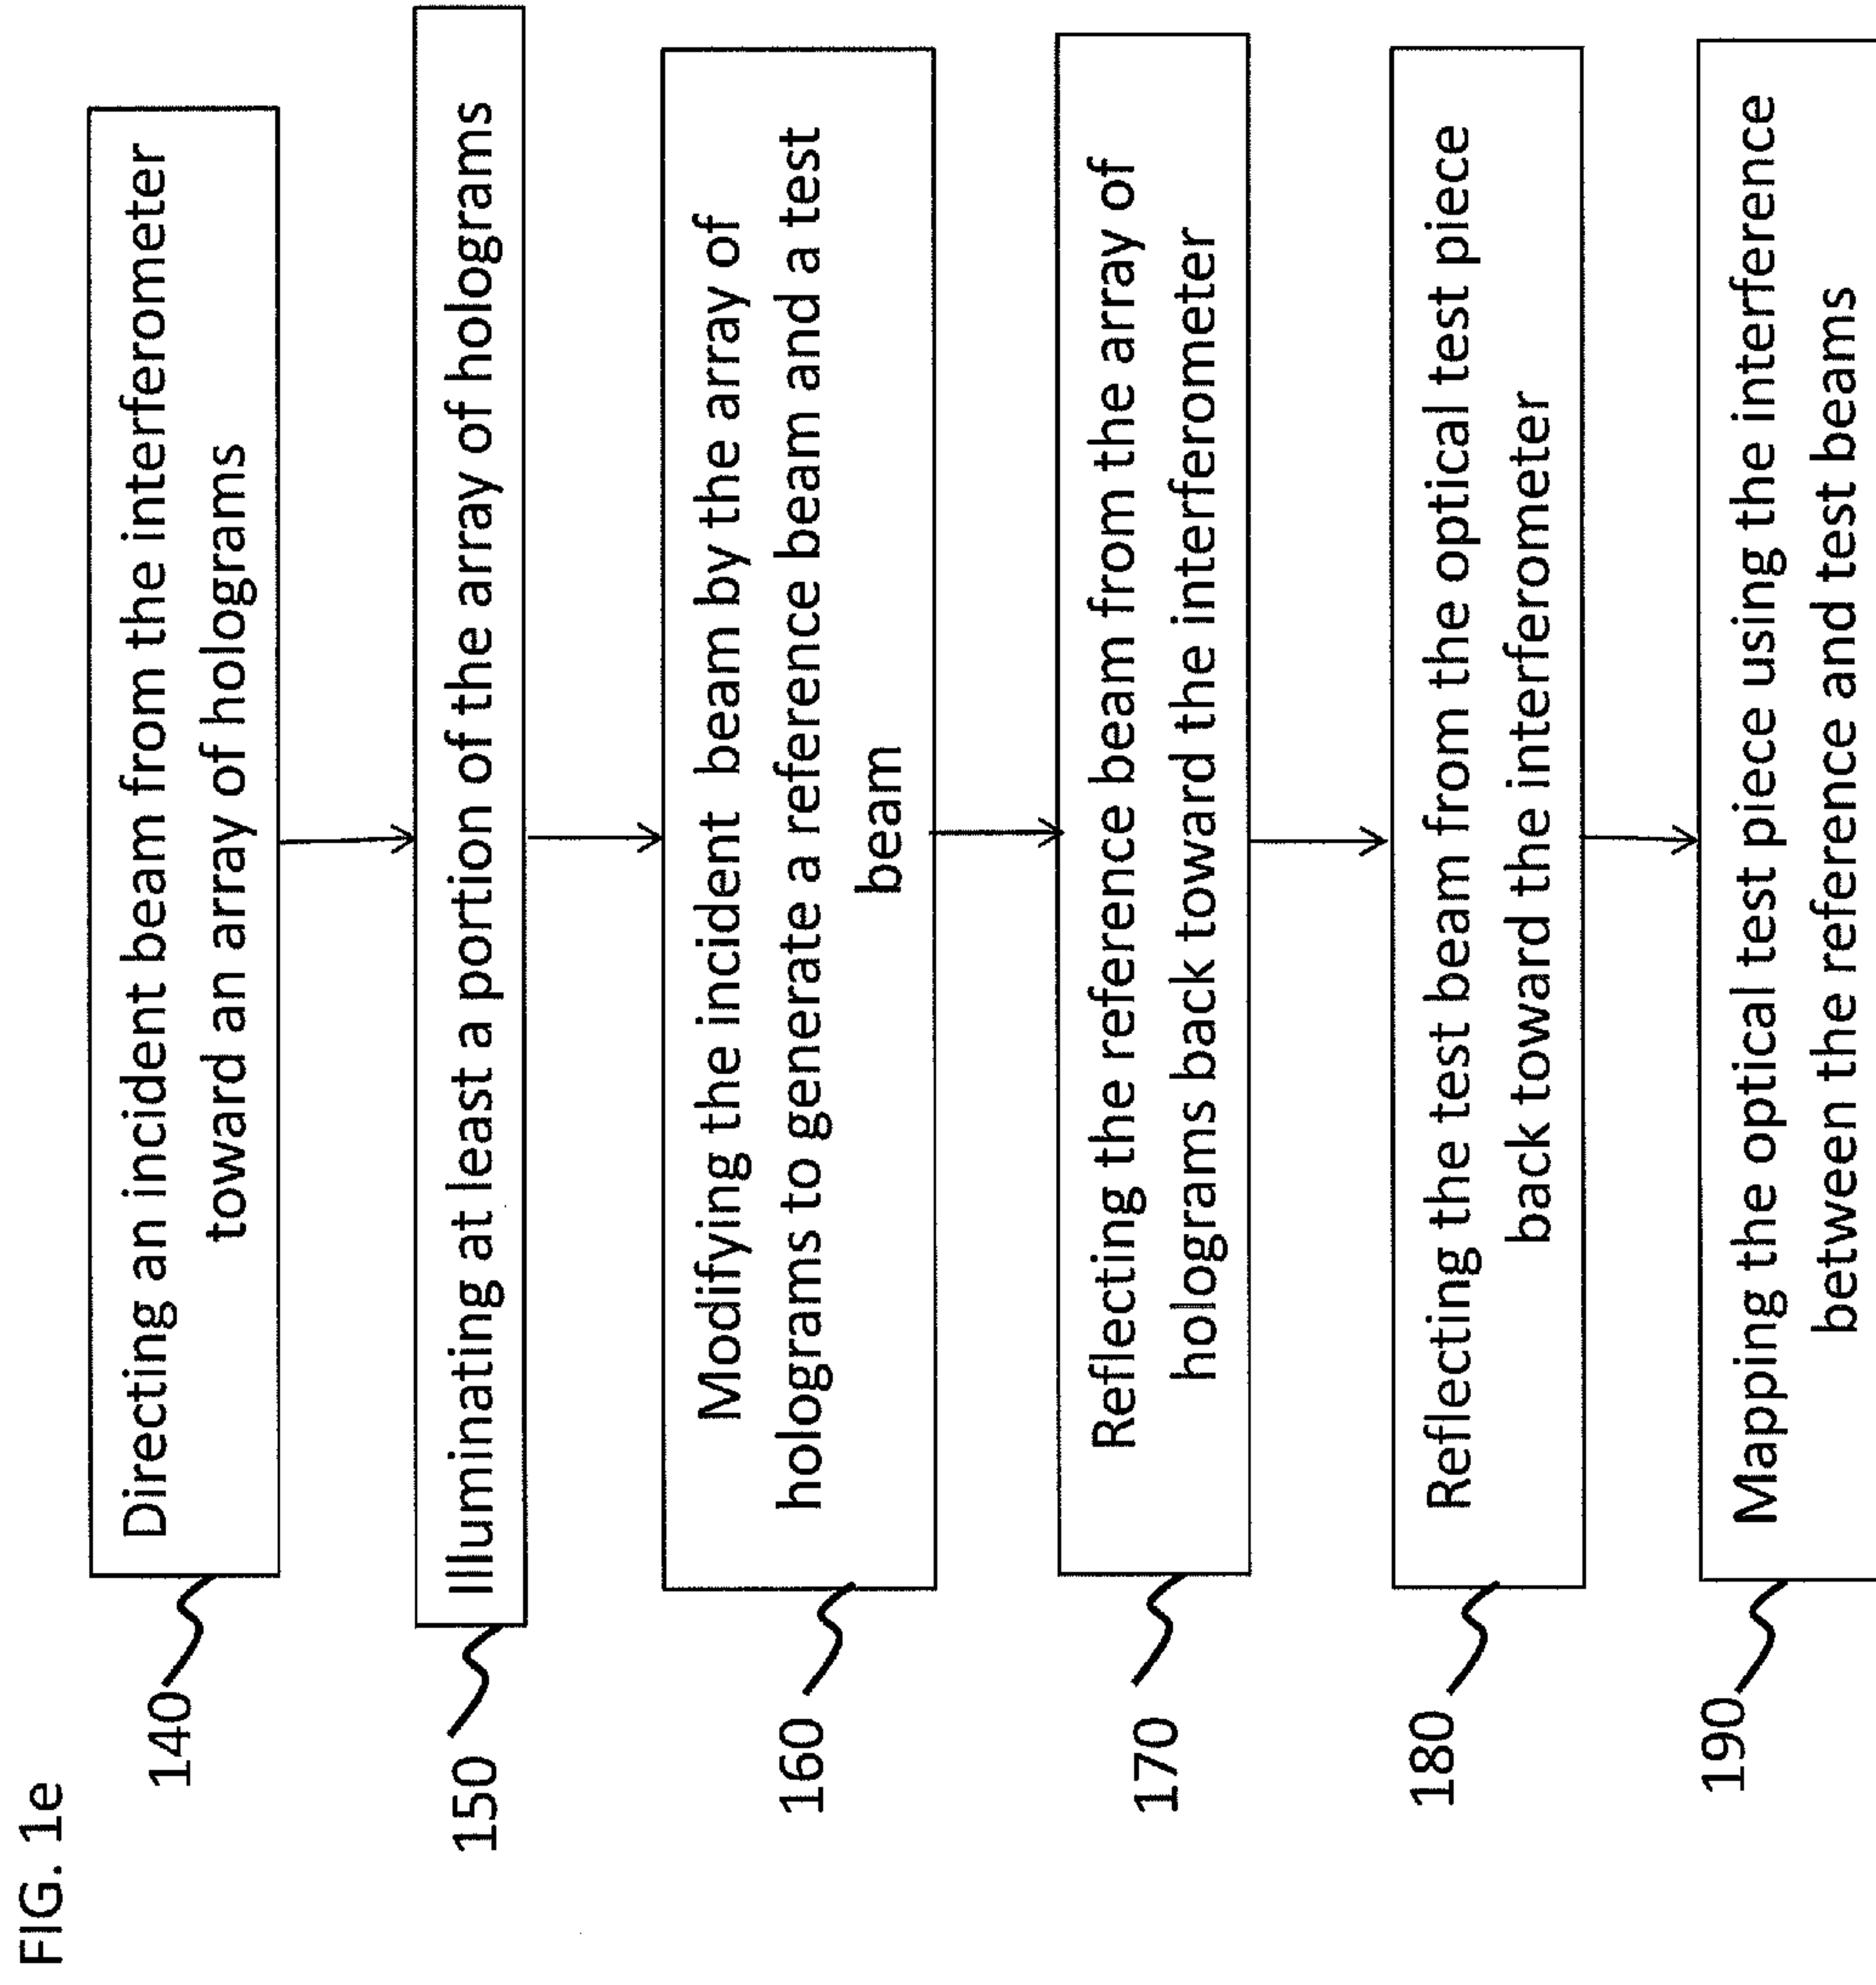 FIG. 1e
140
Directing an incident beam from the interferometer
toward an array of holograms
150
Illuminating at least a portion of the array of holograms
160
Modifying the incident beam by the array of
holograms to generate a reference beam and a test
beam
170
Reflecting the reference beam from the array of
holograms back toward the interferometer
180
Reflecting the test beam from the optical test piece
back toward the interferometer
190
Mapping the optical test piece using the interference
between the reference and test beams